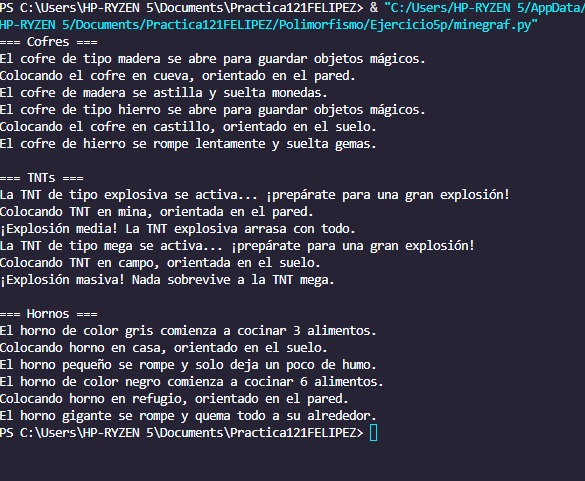 PS C:\Users\HP-RYZEN 5\Documents\Practica121FELIPEZ> & "C:/Users/HP-RYZEN 5/AppData/
HP-RYZEN 5/Documents/Practica121FELIPEZ/Polimorfismo/Ejercicio5p/minegraf.py"
=== Cofres ===
El cofre de tipo madera se abre para guardar objetos mágicos.
Colocando el cofre en cueva, orientado en el pared.
El cofre de madera se astilla y suelta monedas.
El cofre de tipo hierro se abre para guardar objetos mágicos.
Colocando el cofre en castillo, orientado en el suelo.
El cofre de hierro se rompe lentamente y suelta gemas.
=== TNTs ===
La TNT de tipo explosiva se activa... ¡prepárate para una gran explosión!
Colocando TNT en mina, orientada en el pared.
¡Explosión media! La TNT explosiva arrasa con todo.
La TNT de tipo mega se activa... ¡prepárate para una gran explosión!
Colocando TNT en campo, orientada en el suelo.
¡Explosión masiva! Nada sobrevive a la TNT mega.
=== Hornos ===
El horno de color gris comienza a cocinar 3 alimentos.
Colocando horno en casa, orientado en el suelo.
El horno pequeño se rompe y solo deja un poco de humo.
El horno de color negro comienza a cocinar 6 alimentos.
Colocando horno en refugio, orientado en el pared.
El horno gigante se rompe y quema todo a su alrededor.
PS C:\Users\HP-RYZEN 5\Documents\Practica121FELIPEZ>